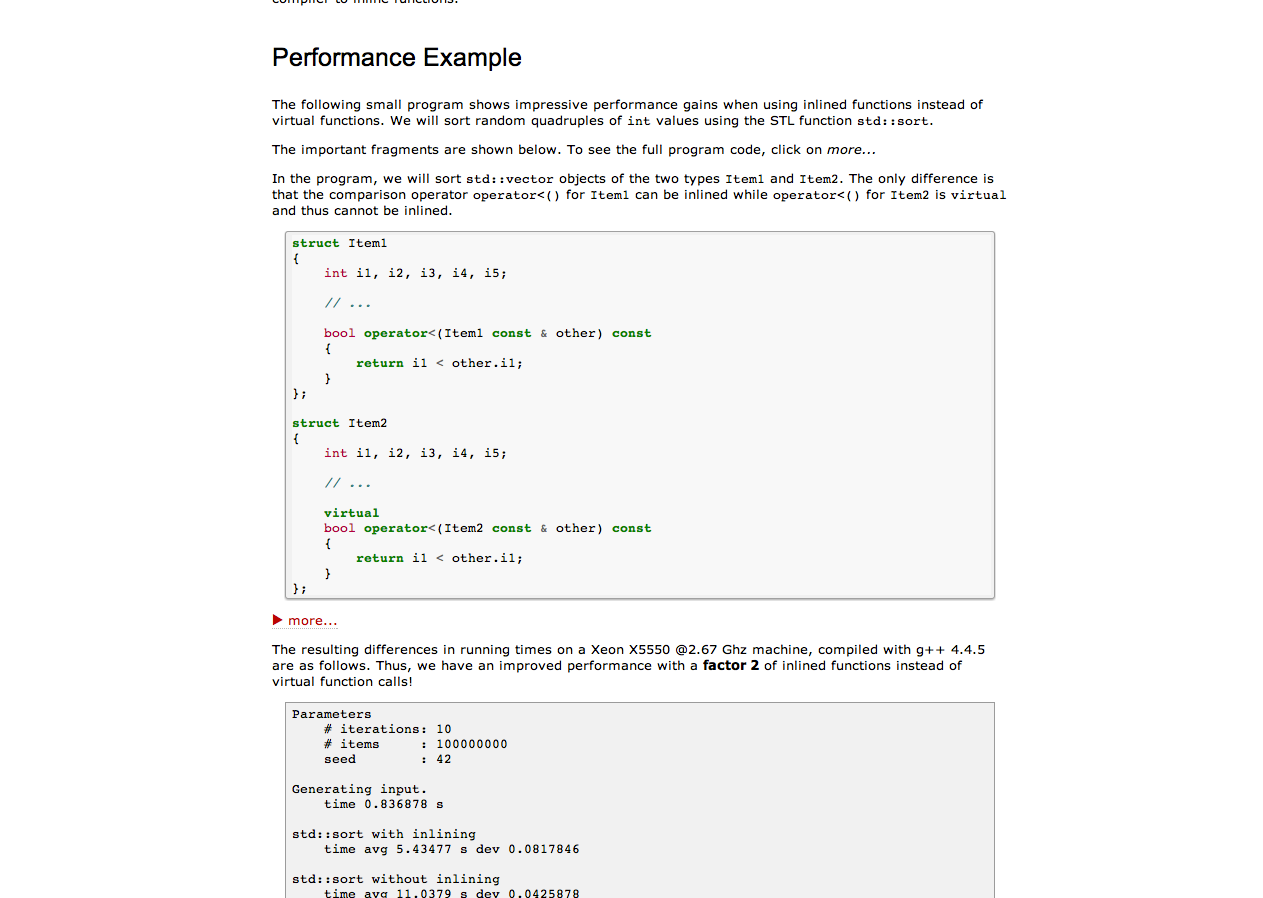 compiler to inline functions.
Performance Example
The following small program shows impressive performance gains when using inlined functions instead of
virtual functions. We will sort random quadruples of int values using the STL function std::sort.
The important fragments are shown below. To see the full program code, click on more...
In the program, we will sort std::vector objects of the two types Item1 and Item2. The only difference is
that the comparison operator operator<() for Item1 can be inlined while operator<() for Item2 is virtual
and thus cannot be inlined.
struct Item1
{
    int i1, i2, i3, i4, i5;
    // ...
    bool operator<(Item1 const & other) const
    {
        return i1 < other.i1;
    }
};
struct Item2
{
    int i1, i2, i3, i4, i5;
    // ...
    virtual
    bool operator<(Item2 const & other) const
    {
        return i1 < other.i1;
    }
};
more...
The resulting differences in running times on a Xeon X5550 @2.67 Ghz machine, compiled with g++ 4.4.5
are as follows. Thus, we have an improved performance with a factor 2 of inlined functions instead of
virtual function calls!
Parameters
    # iterations: 10
    # items     : 100000000
    seed        : 42
Generating input.
    time 0.836878 s
std::sort with inlining
    time avg 5.43477 s dev 0.0817846
std::sort without inlining
    time avg 11.0379 s dev 0.0425878